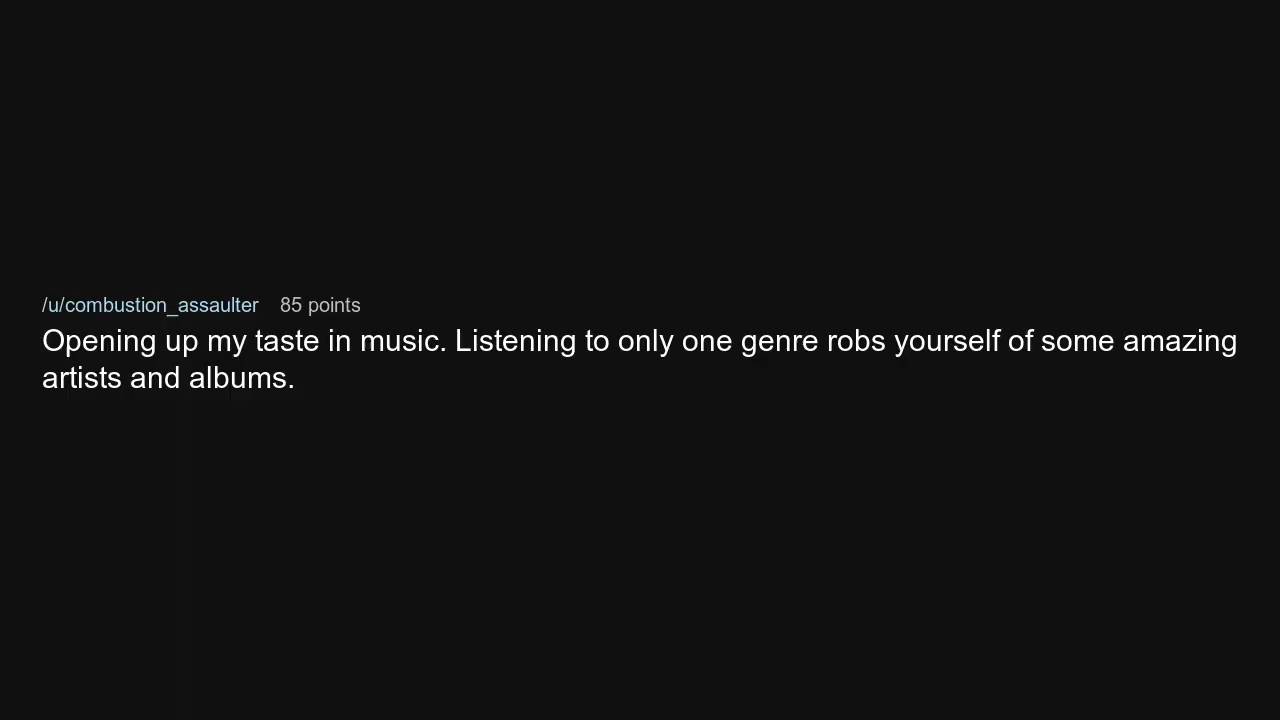 /u/combustion_assaulter 85 points
Opening up my taste in music. Listening to only one genre robs yourself of some amazing
artists and albums.